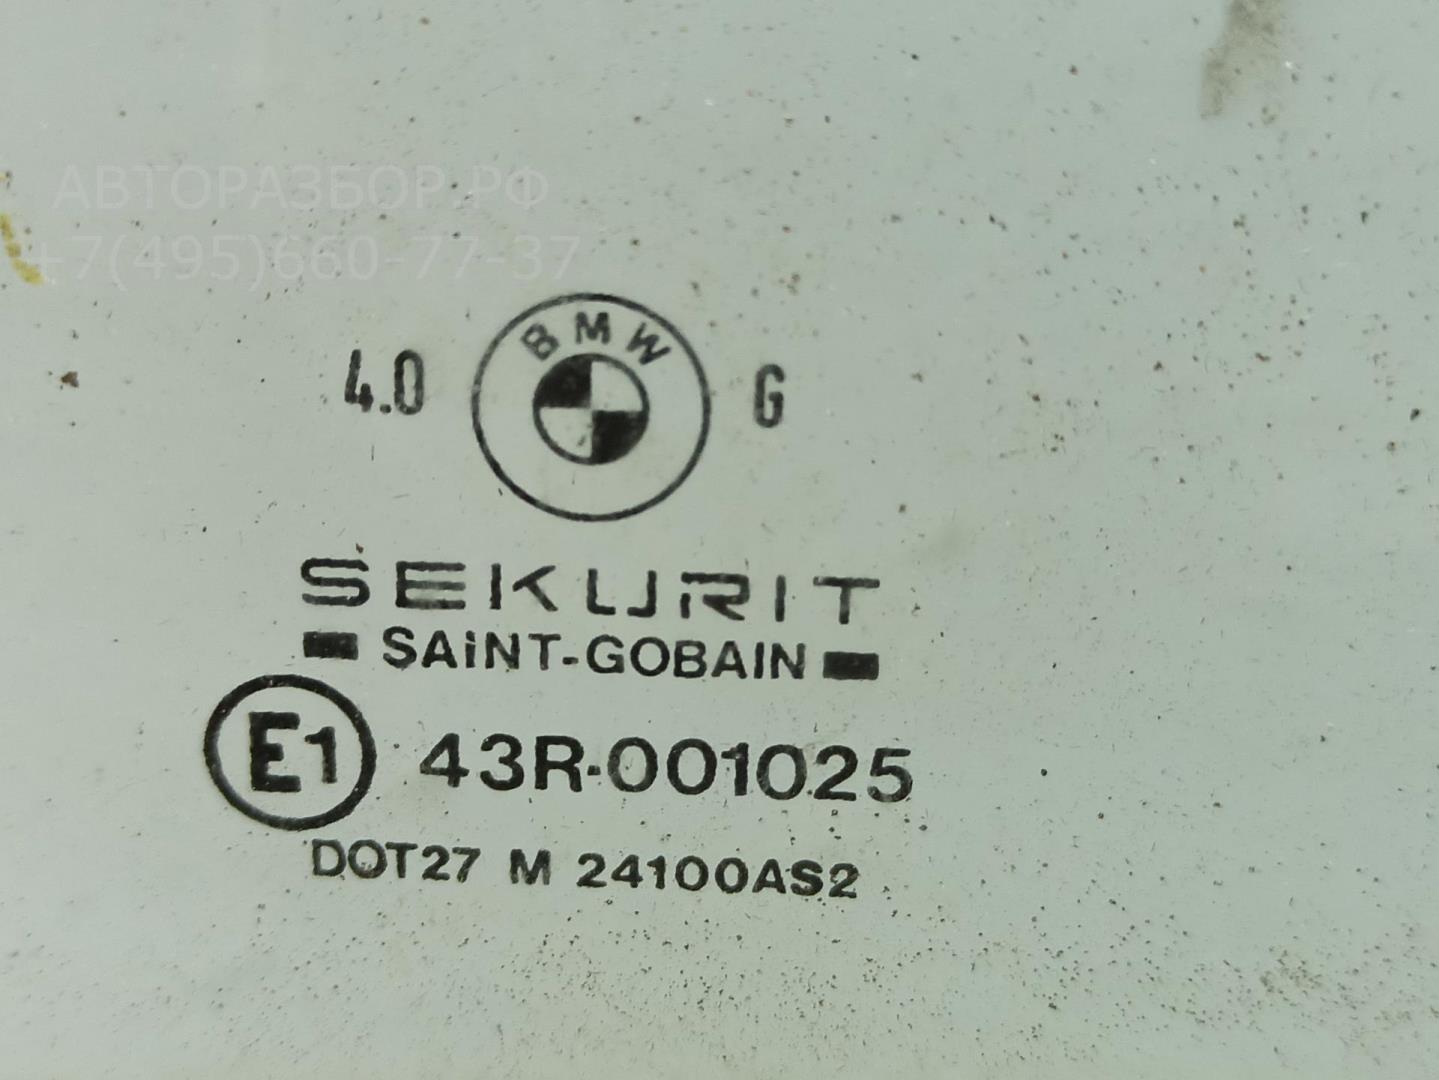 АВТОРАЗБОР.РФ
+7(495)660-77-37
BMW
4.0 G
SEKURIT
SAiNT-GOBAIN
E1 43R-001025
DOT27 M 24100AS2